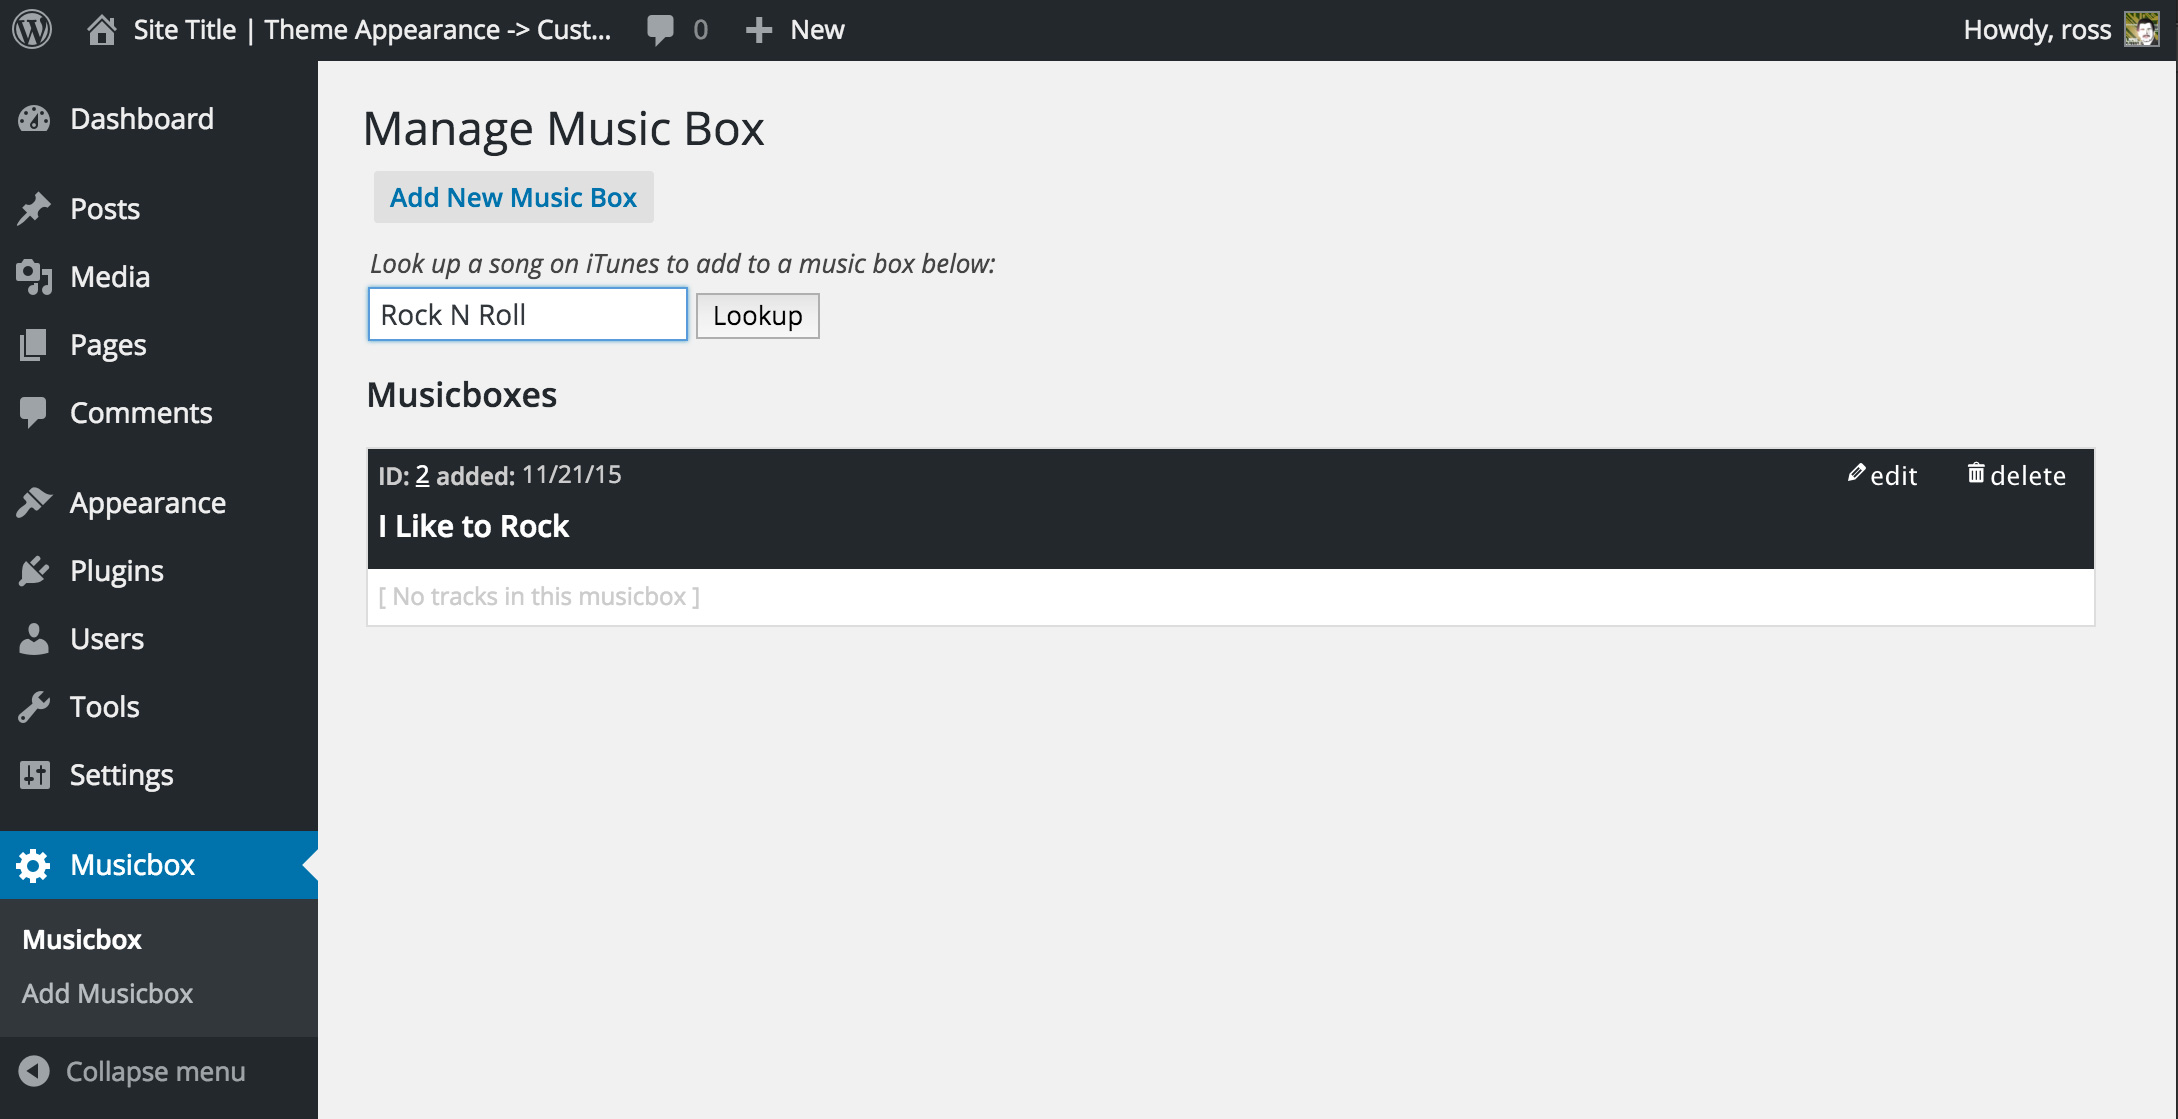 Site Title | Theme Appearance -> Cust... 0 New Howdy, ross
Dashboard
Posts
Media
Pages
Comments
Appearance
Plugins
Users
Tools
Settings
Musicbox
Musicbox
Add Musicbox
Collapse menu
Manage Music Box
Add New Music Box
Look up a song on iTunes to add to a music box below:
Rock N Roll Lookup
Musicboxes
ID: 2 added: 11/21/15 edit delete
I Like to Rock
[ No tracks in this musicbox ]